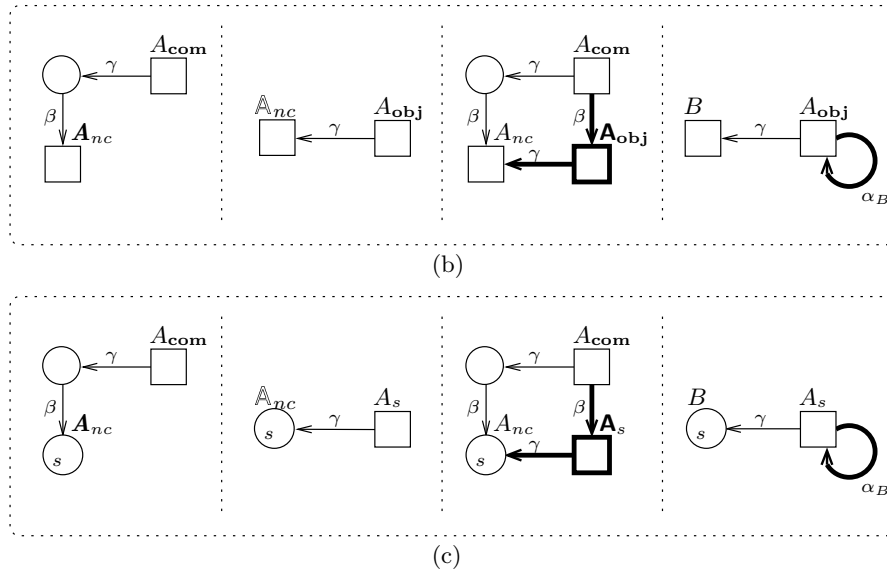 A_com A_com
γ γ
𝔸_nc A_obj B A_obj
β A_nc β A_nc β A_obj
γ γ γ
α_B
(b)
A_com A_com
γ γ
𝔸_nc A_s B A_s
β A_nc β A_nc β A_s
s s γ s γ s γ
α_B
(c)